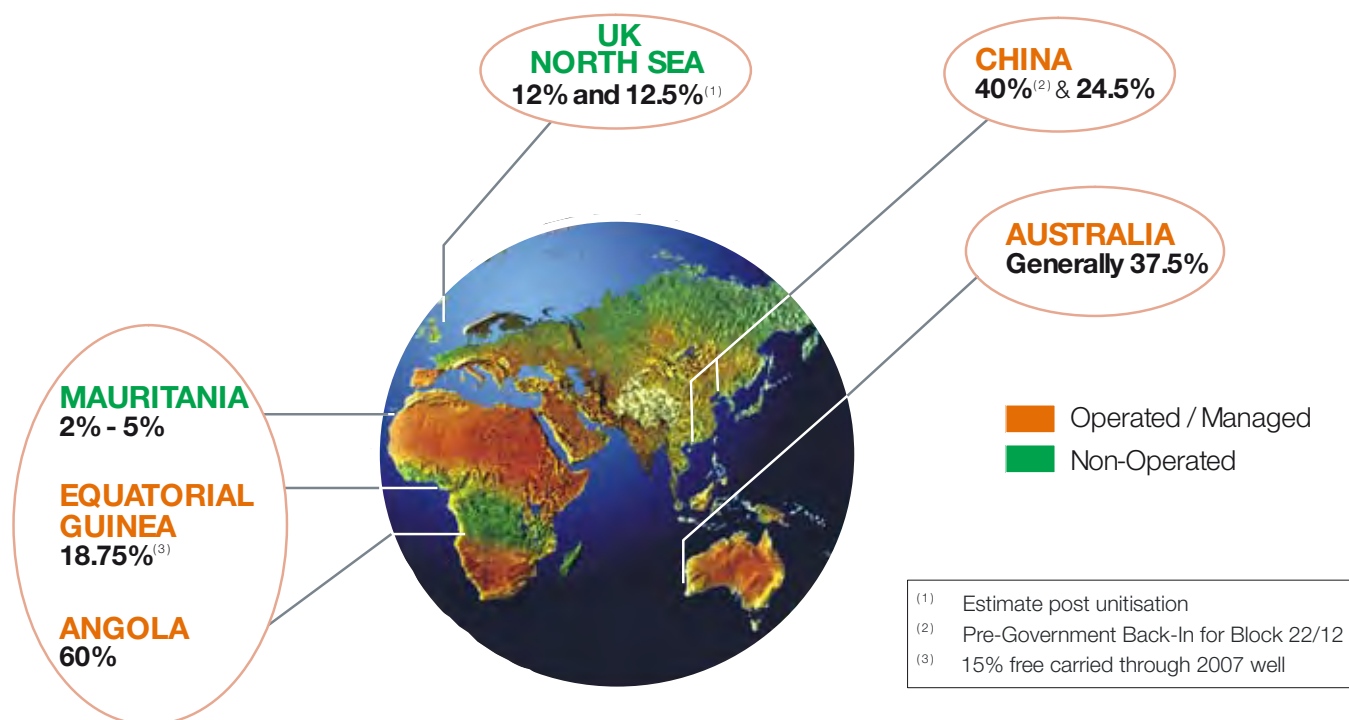 UK
NORTH SEA
12% and 12.5%(1)
CHINA
40%(2) & 24.5%
AUSTRALIA
Generally 37.5%
MAURITANIA
2% - 5%
EQUATORIAL
GUINEA
18.75%(3)
ANGOLA
60%
Operated / Managed
Non-Operated
(1) Estimate post unitisation
(2) Pre-Government Back-In for Block 22/12
(3) 15% free carried through 2007 well